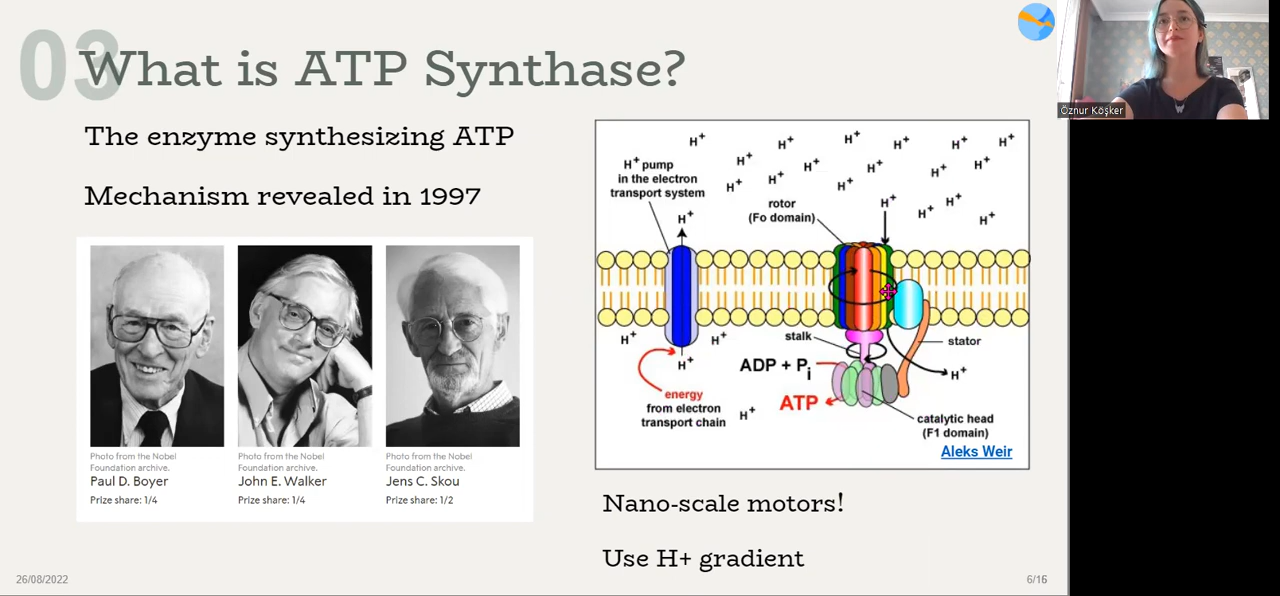 03
What is ATP Synthase?
The enzyme synthesizing ATP
Mechanism revealed in 1997
Photo from the Nobel
Foundation archive.
Paul D. Boyer
Prize share: 1/4
Photo from the Nobel
Foundation archive.
John E. Walker
Prize share: 1/4
Photo from the Nobel
Foundation archive.
Jens C. Skou
Prize share: 1/2
H+ H+ H+ H+ H+ H+
H+ H+ H+ H+ H+
H+ H+ H+ H+
H+ H+ H+ H+
H+ pump
in the electron
transport system
H+
rotor
(Fo domain)
H+
H+
stalk
stator
H+
H+
ADP + Pi
ATP
H+
energy
from electron
transport chain
H+
catalytic head
(F1 domain)
Aleks Weir
Nano-scale motors!
Use H+ gradient
26/08/2022
6/16
Öznur Köşker